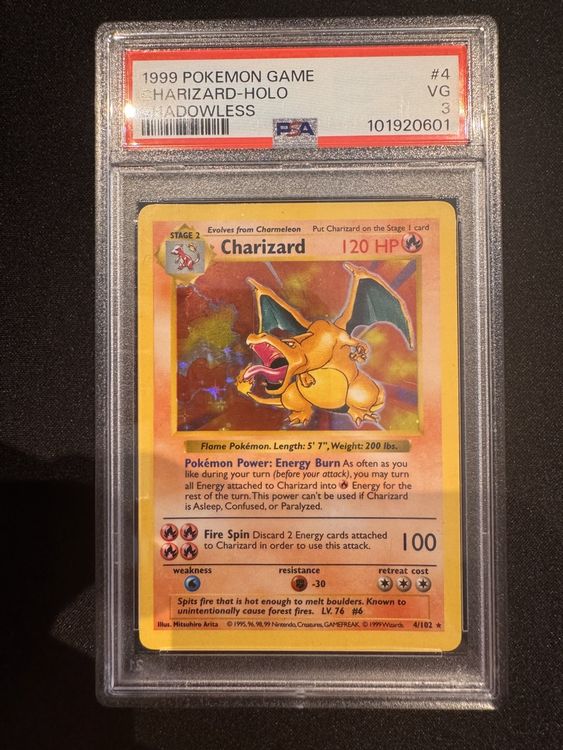 1999 POKEMON GAME #4
CHARIZARD-HOLO VG
SHADOWLESS 3
PSA 101920601
STAGE 2 Evolves from Charmeleon Put Charizard on the Stage 1 card
Charizard 120 HP
Flame Pokémon. Length: 5' 7", Weight: 200 lbs.
Pokémon Power: Energy Burn As often as you
like during your turn (before your attack), you may turn
all Energy attached to Charizard into Energy for the
rest of the turn. This power can't be used if Charizard
is Asleep, Confused, or Paralyzed.
Fire Spin Discard 2 Energy cards attached
to Charizard in order to use this attack. 100
weakness resistance retreat cost
-30
Spits fire that is hot enough to melt boulders. Known to
unintentionally cause forest fires. LV. 76 #6
Illus. Mitsuhiro Arita © 1995, 96, 98, 99 Nintendo, Creatures, GAMEFREAK. © 1999 Wizards. 4/102 ★